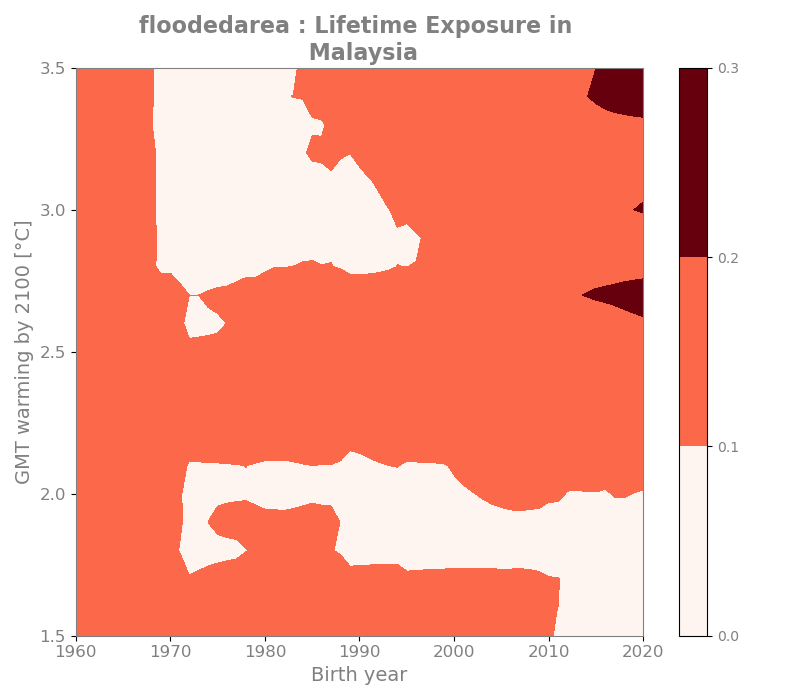 floodedarea : Lifetime Exposure in
Malaysia
3.5
3.0
2.5
2.0
1.5
GMT warming by 2100 [°C]
1960 1970 1980 1990 2000 2010 2020
Birth year
0.3
0.2
0.1
0.0